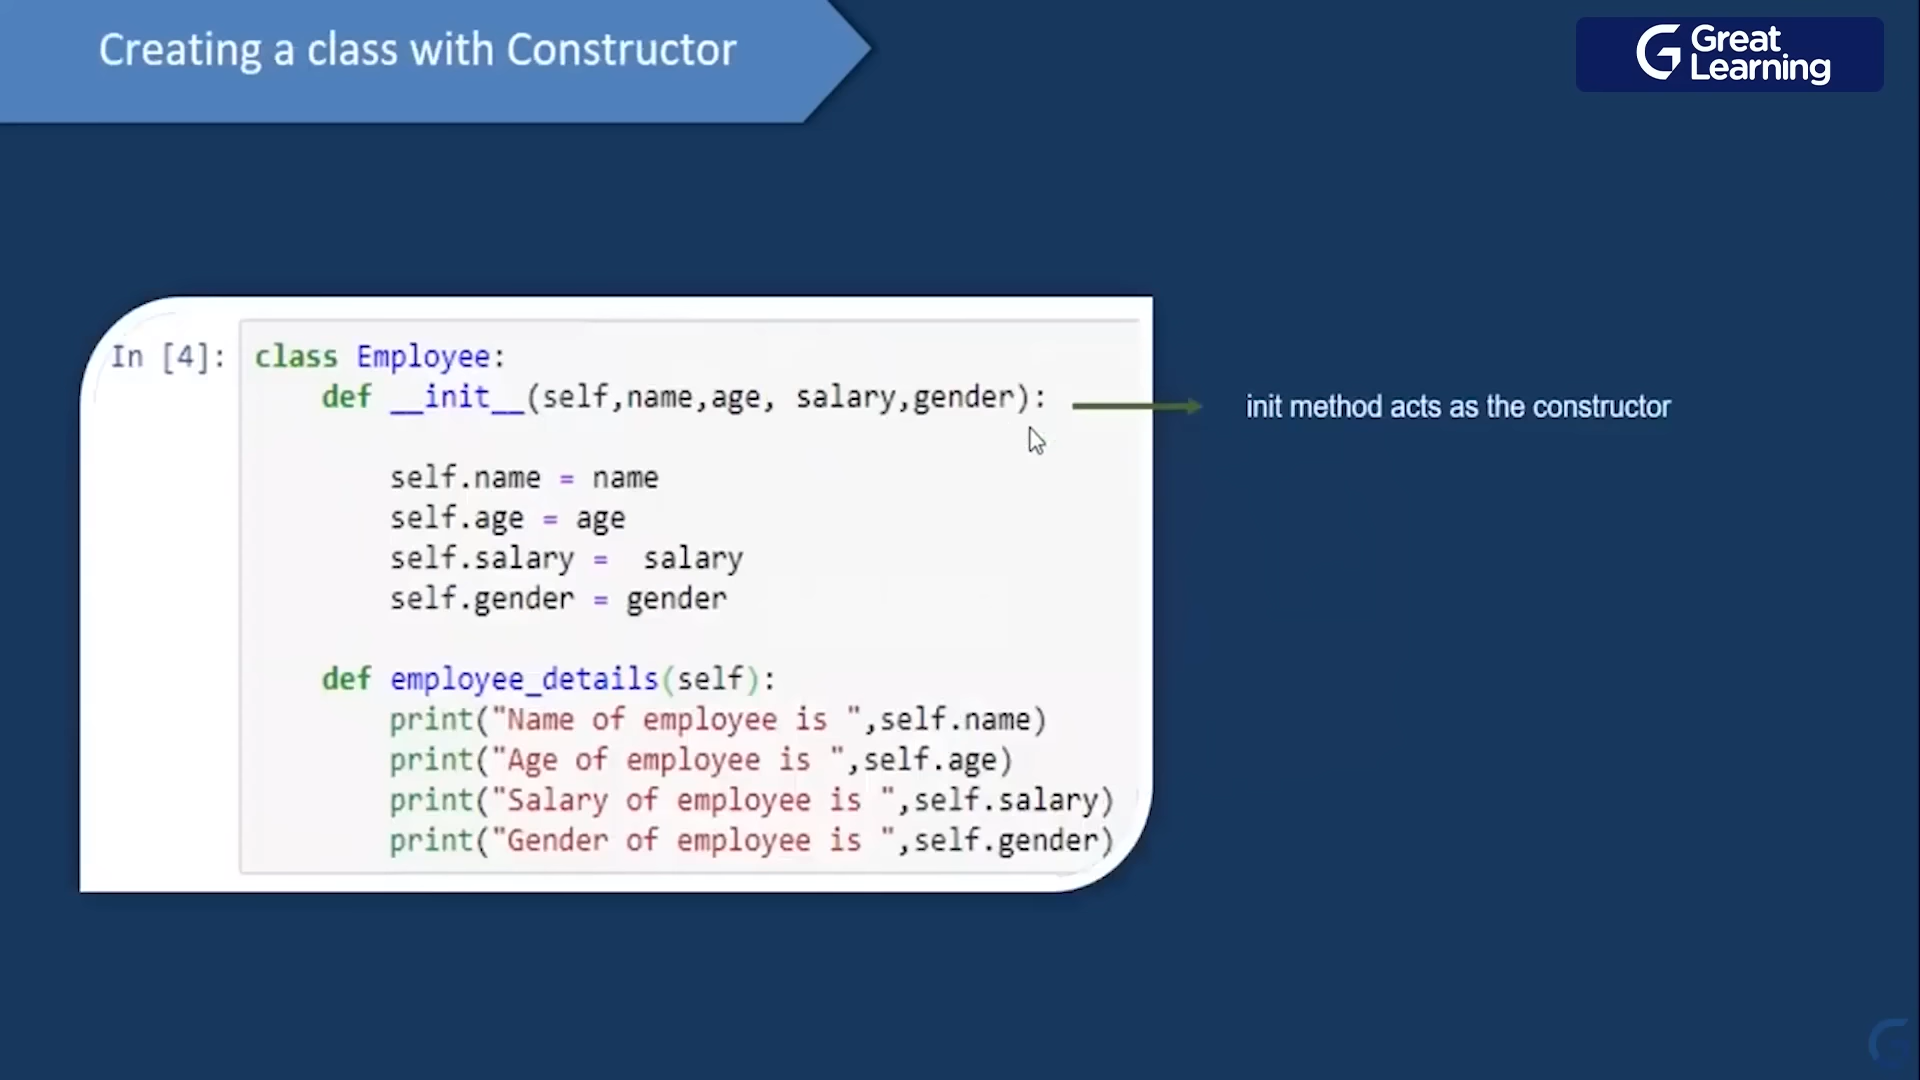 Creating a class with Constructor
Great
Learning
In [4]:
class Employee:
def __init__(self,name,age, salary,gender):
init method acts as the constructor
self.name = name
self.age = age
self.salary =  salary
self.gender = gender
def employee_details(self):
print("Name of employee is ",self.name)
print("Age of employee is ",self.age)
print("Salary of employee is ",self.salary)
print("Gender of employee is ",self.gender)